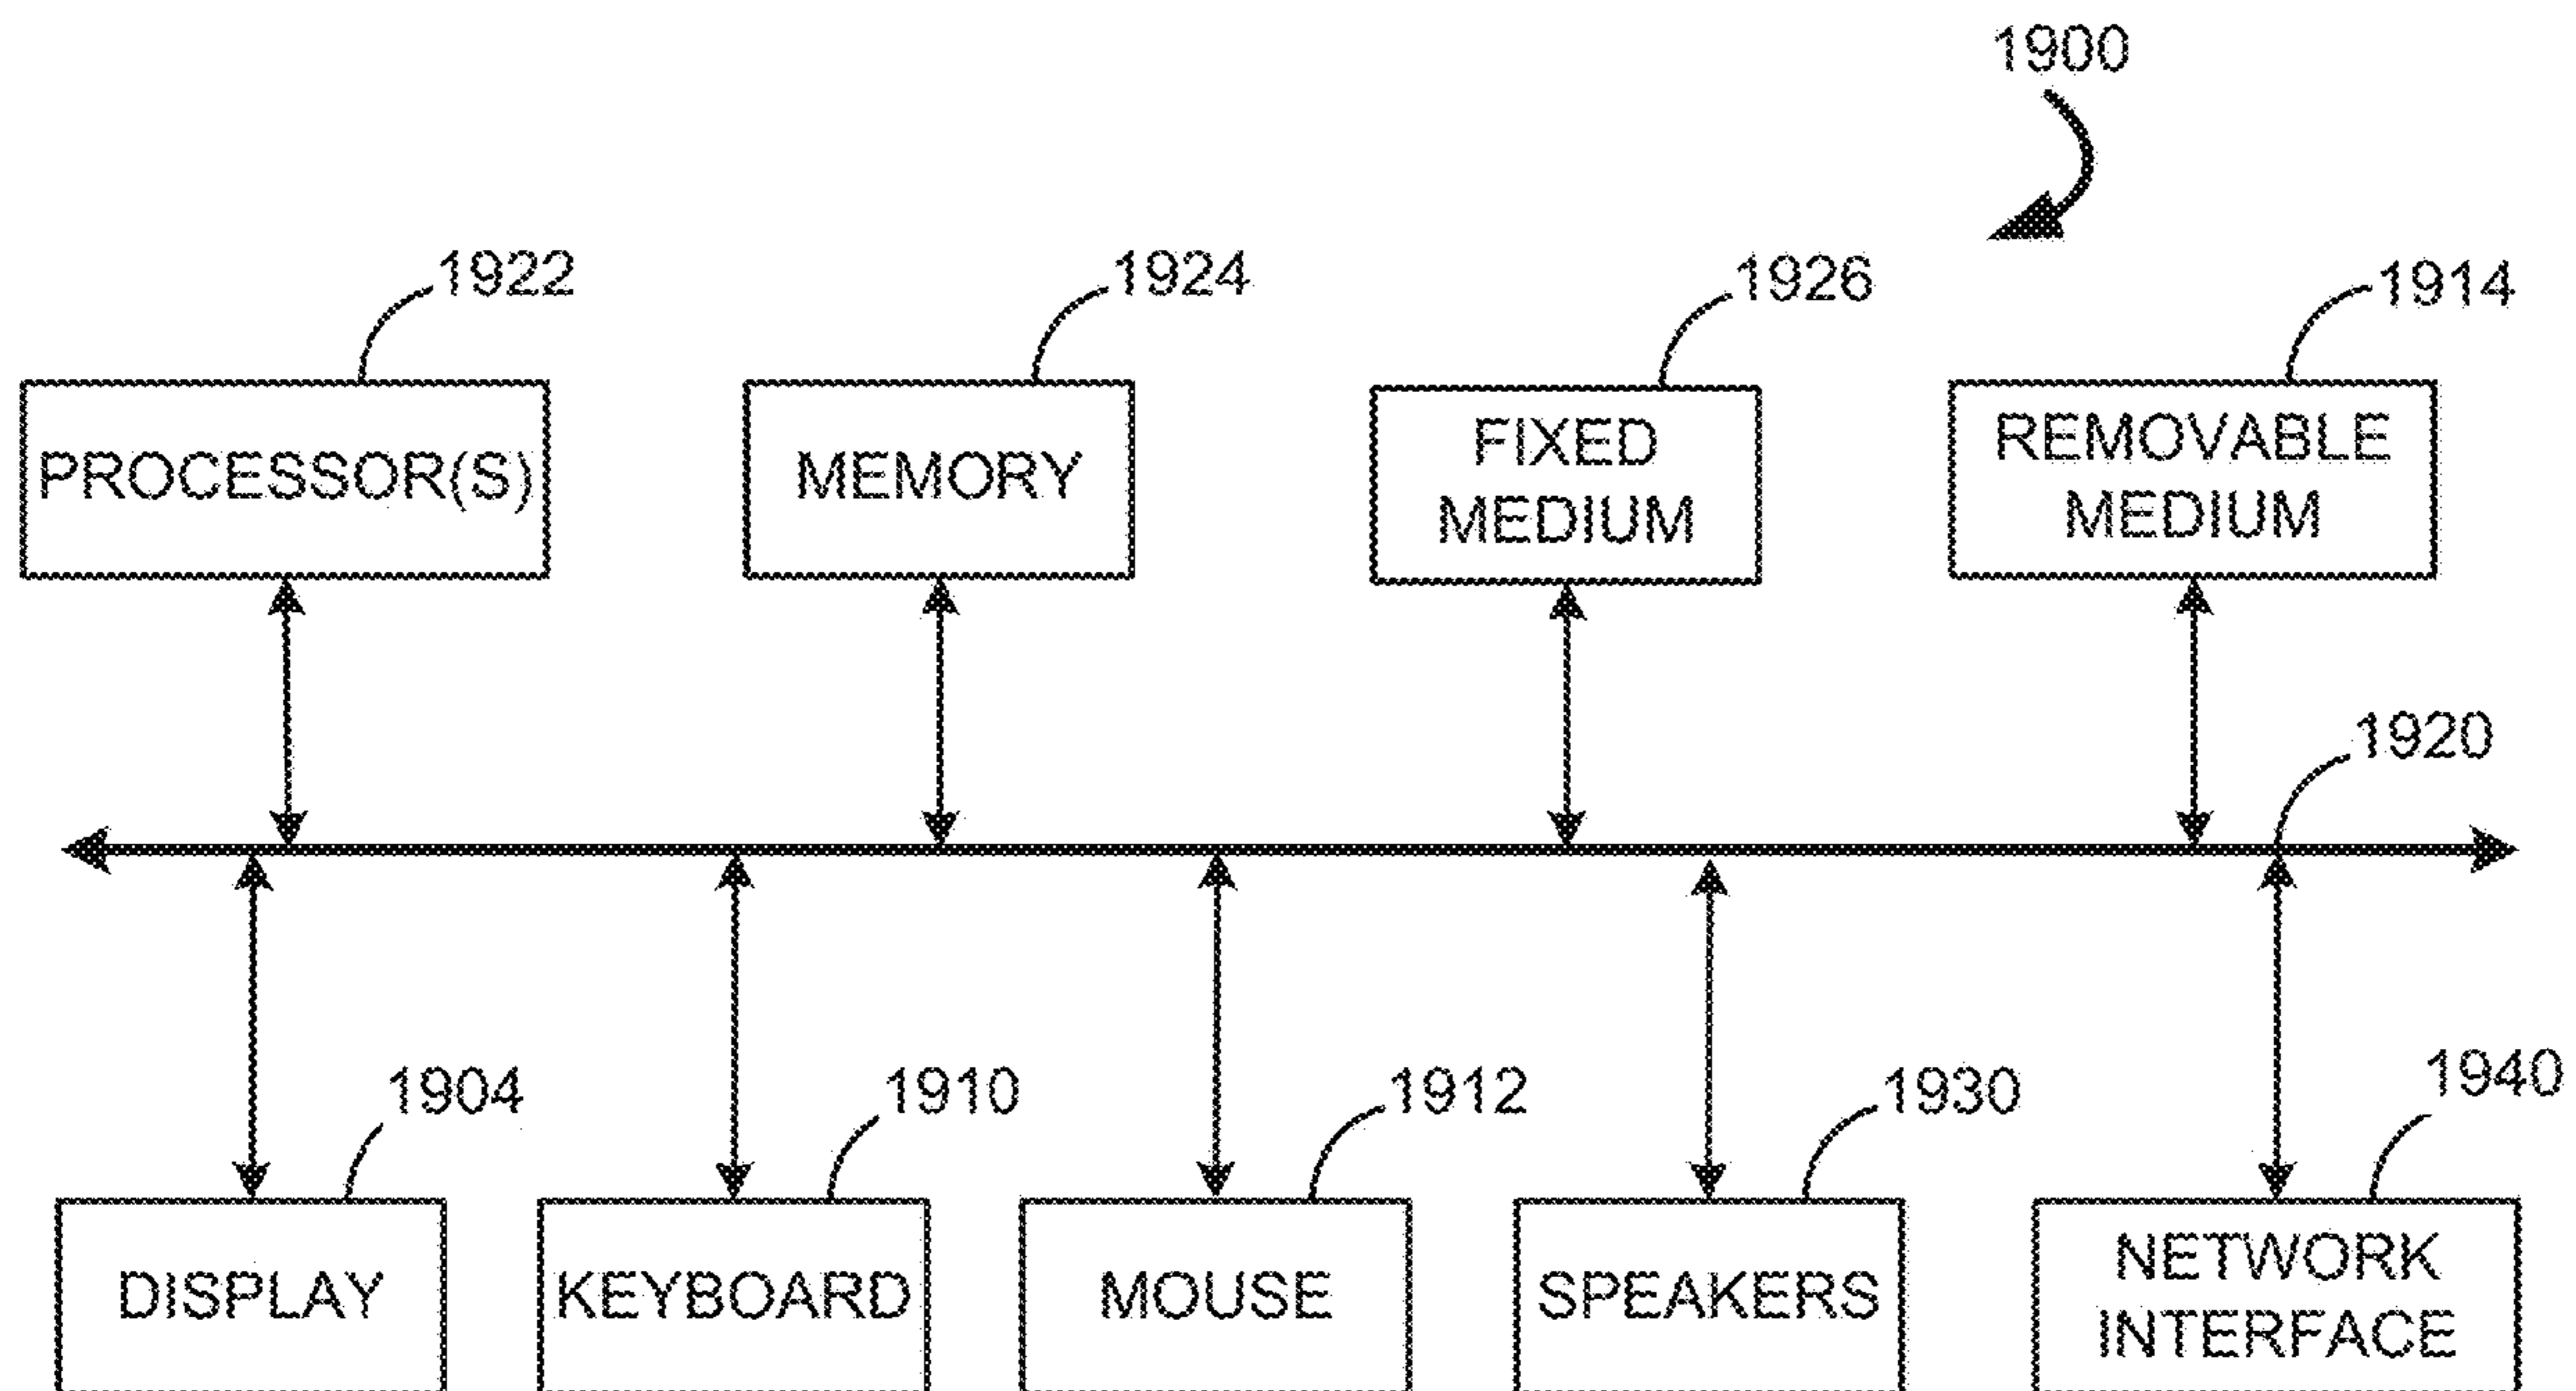 1900
1922
1924
1926
1914
PROCESSOR(S)
MEMORY
FIXED
MEDIUM
REMOVABLE
MEDIUM
1920
1904
1910
1912
1930
1940
DISPLAY
KEYBOARD
MOUSE
SPEAKERS
NETWORK
INTERFACE